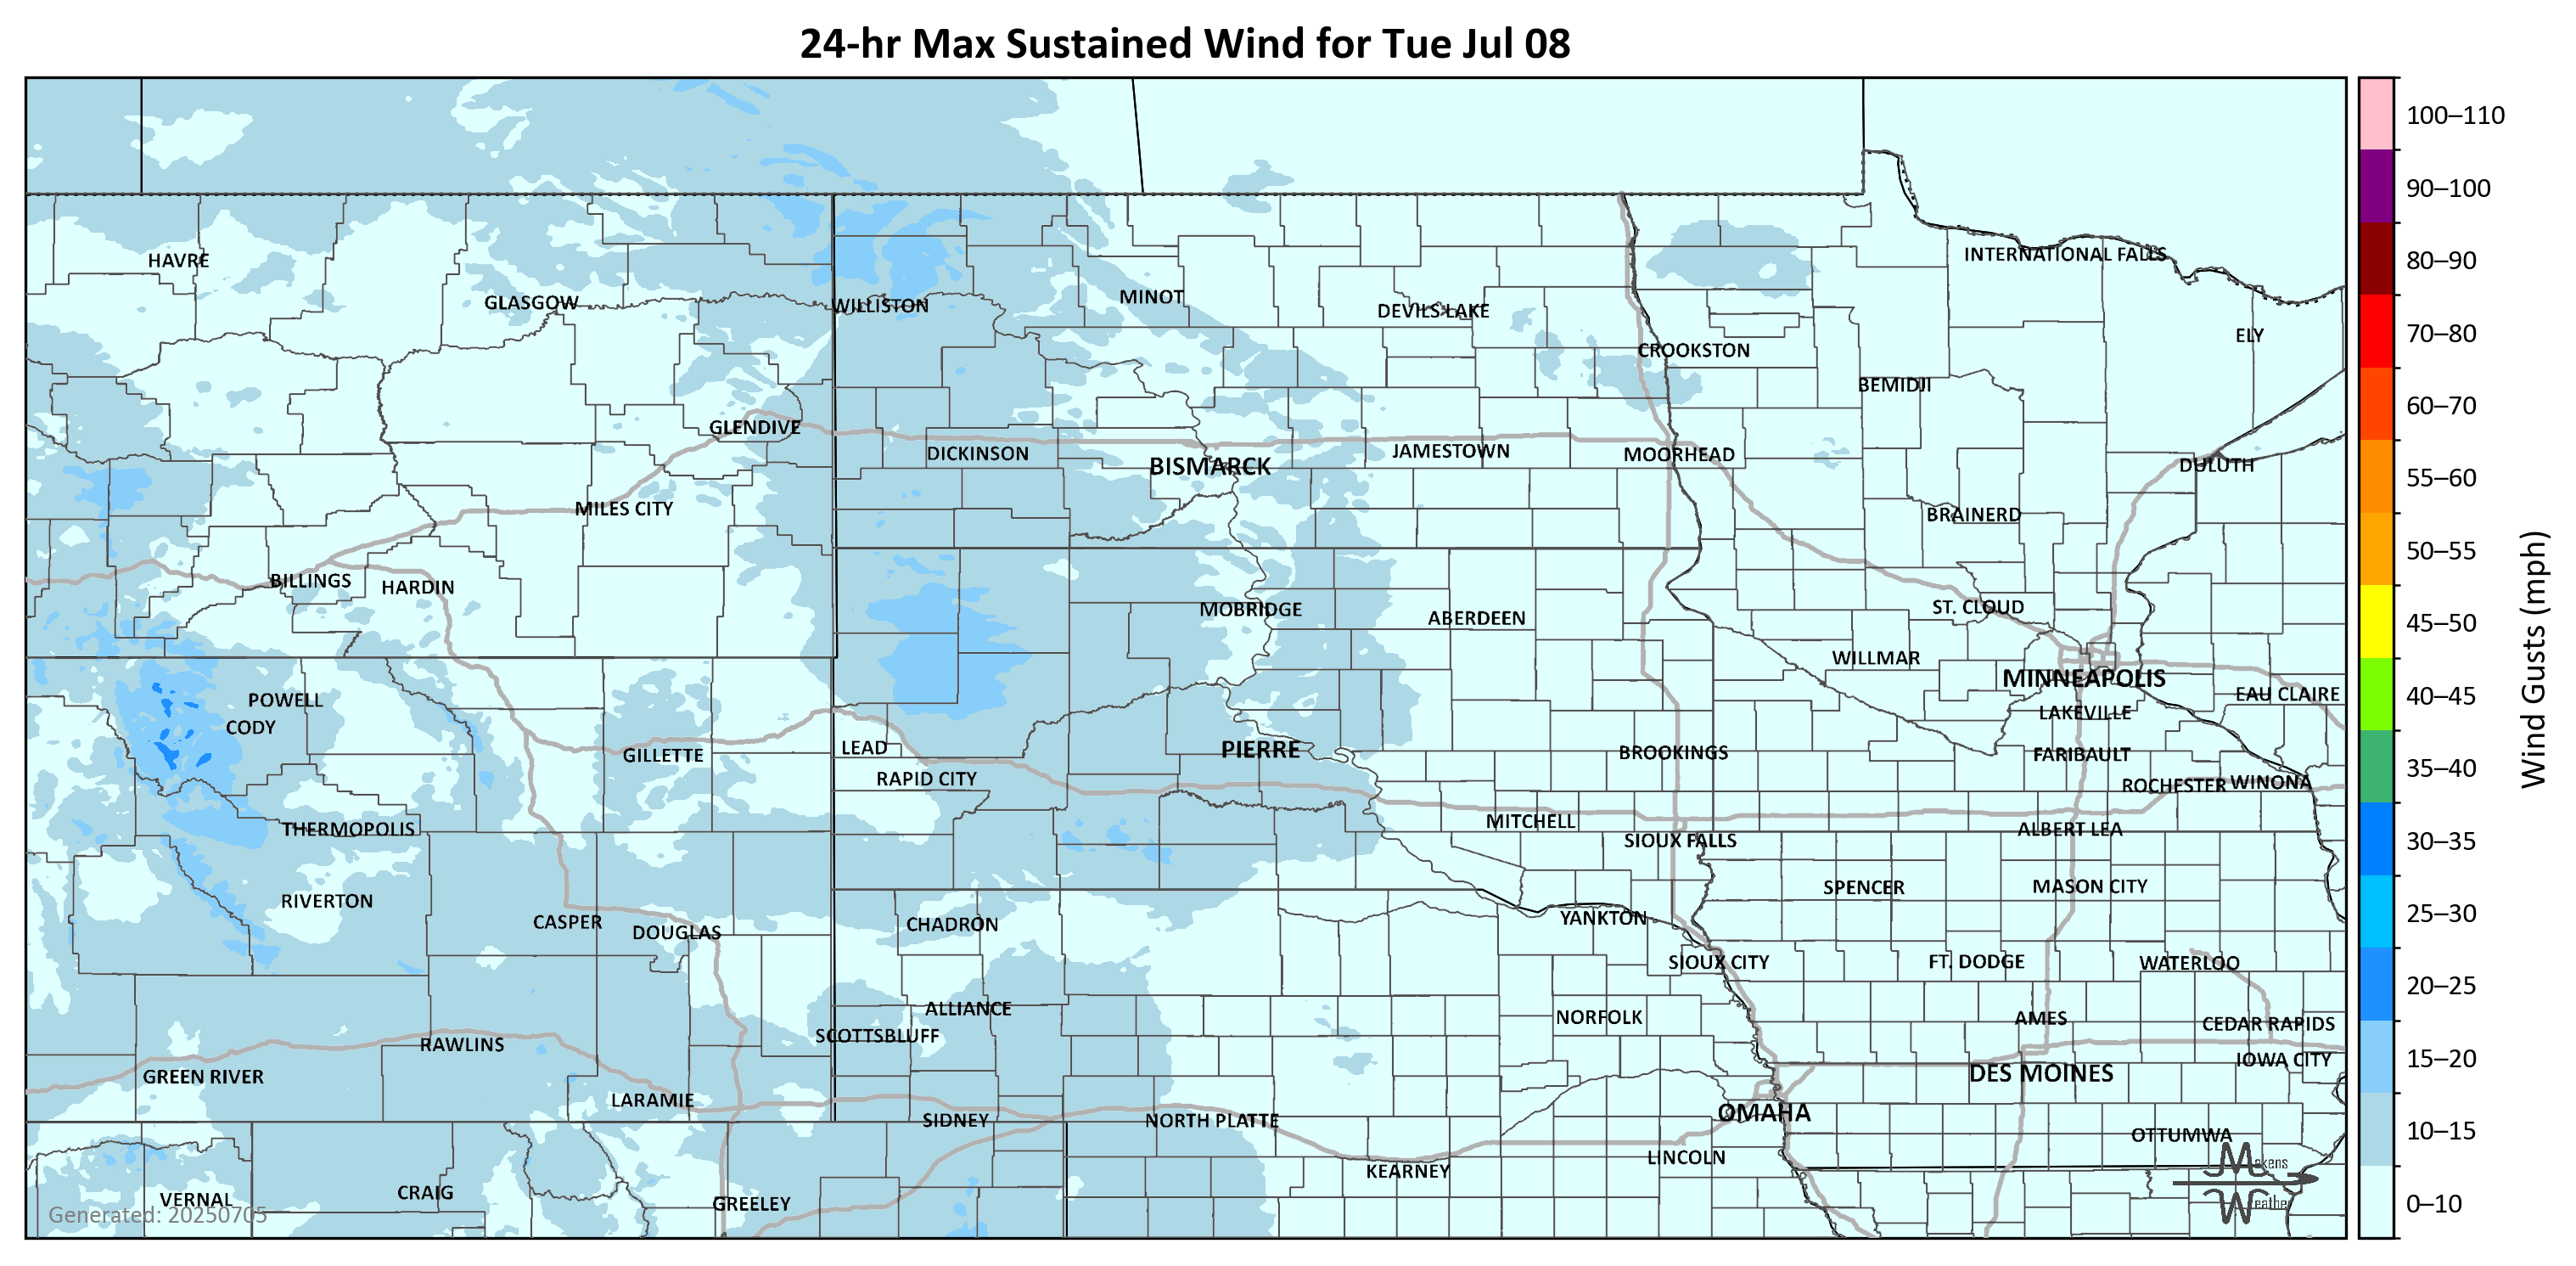 24-hr Max Sustained Wind for Tue Jul 08
100–110
90–100
80–90
70–80
60–70
55–60
50–55
45–50
40–45
35–40
30–35
25–30
20–25
15–20
10–15
0–10
Wind Gusts (mph)
HAVRE
GLASGOW
WILLISTON
MINOT
DEVILS LAKE
INTERNATIONAL FALLS
ELY
CROOKSTON
BEMIDJI
GLENDIVE
DICKINSON
BISMARCK
JAMESTOWN
MOORHEAD
DULUTH
MILES CITY
BRAINERD
BILLINGS
HARDIN
MOBRIDGE
ABERDEEN
ST. CLOUD
WILLMAR
MINNEAPOLIS
EAU CLAIRE
POWELL
CODY
LAKEVILLE
GILLETTE
LEAD
PIERRE
BROOKINGS
FARIBAULT
RAPID CITY
ROCHESTER
WINONA
THERMOPOLIS
MITCHELL
SIOUX FALLS
ALBERT LEA
RIVERTON
SPENCER
MASON CITY
CASPER
DOUGLAS
CHADRON
YANKTON
SIOUX CITY
FT. DODGE
WATERLOO
ALLIANCE
SCOTTSBLUFF
NORFOLK
AMES
CEDAR RAPIDS
RAWLINS
IOWA CITY
GREEN RIVER
DES MOINES
LARAMIE
SIDNEY
NORTH PLATTE
OMAHA
OTTUMWA
LINCOLN
KEARNEY
VERNAL
CRAIG
GREELEY
Makens
Weather
Generated: 20250705